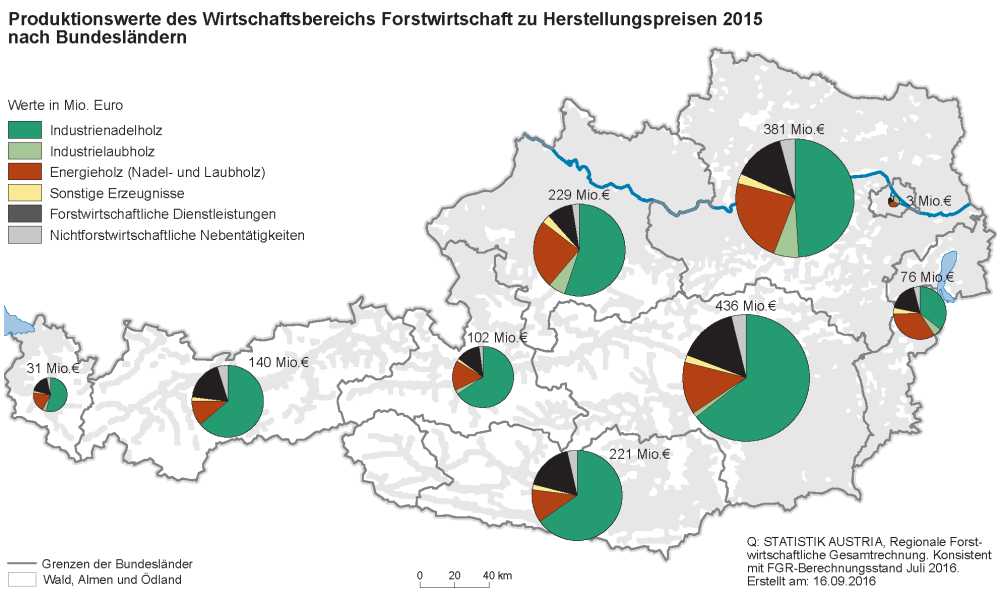 Produktionswerte des Wirtschaftsbereichs Forstwirtschaft zu Herstellungspreisen 2015
nach Bundesländern
Werte in Mio. Euro
Industrienadelholz
Industrielaubholz
Energieholz (Nadel- und Laubholz)
Sonstige Erzeugnisse
Forstwirtschaftliche Dienstleistungen
Nichtforstwirtschaftliche Nebentätigkeiten
381 Mio.€
229 Mio.€
3 Mio.€
76 Mio.€
436 Mio.€
102 Mio.€
140 Mio.€
31 Mio.€
221 Mio.€
Grenzen der Bundesländer
Wald, Almen und Ödland
0 20 40 km
Q: STATISTIK AUSTRIA, Regionale Forst-
wirtschaftliche Gesamtrechnung. Konsistent
mit FGR-Berechnungsstand Juli 2016.
Erstellt am: 16.09.2016